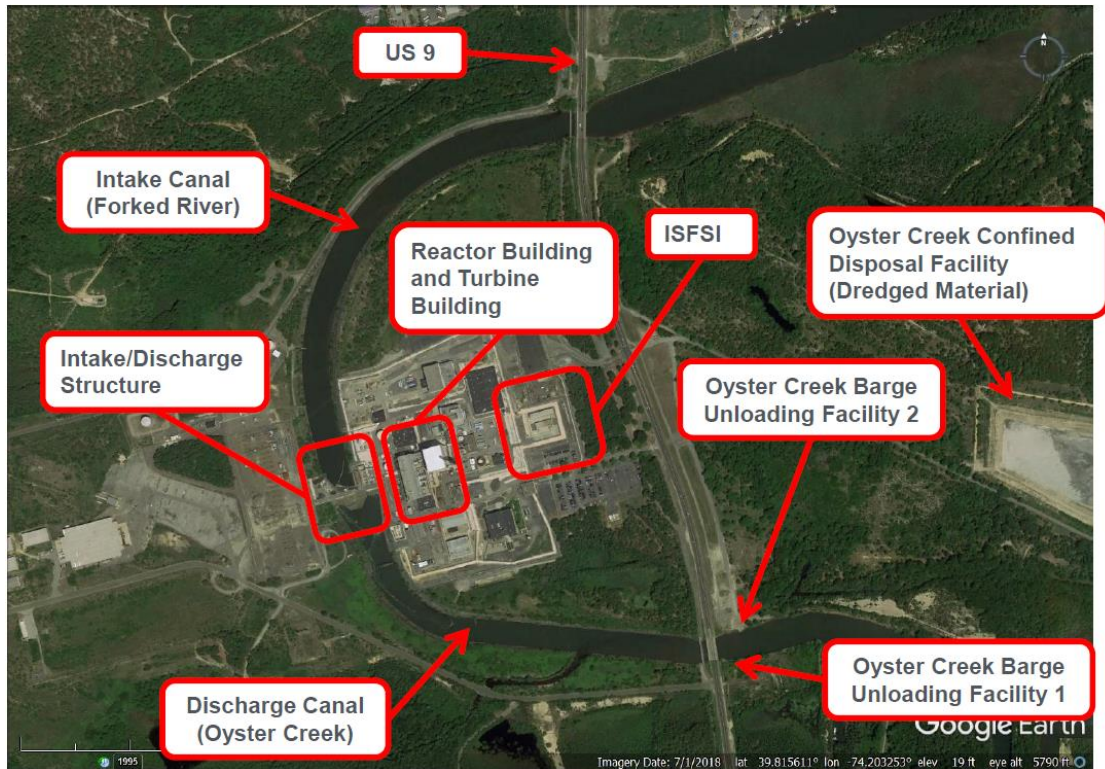 US 9
N
Intake Canal
(Forked River)
Reactor Building
and Turbine
Building
ISFSI
Oyster Creek Confined
Disposal Facility
(Dredged Material)
Intake/Discharge
Structure
Oyster Creek Barge
Unloading Facility 2
Oyster Creek Barge
Unloading Facility 1
Discharge Canal
(Oyster Creek)
Google Earth
1995
Imagery Date: 7/1/2018 lat 39.815611° lon -74.203253° elev 19 ft eye alt 5790 ft